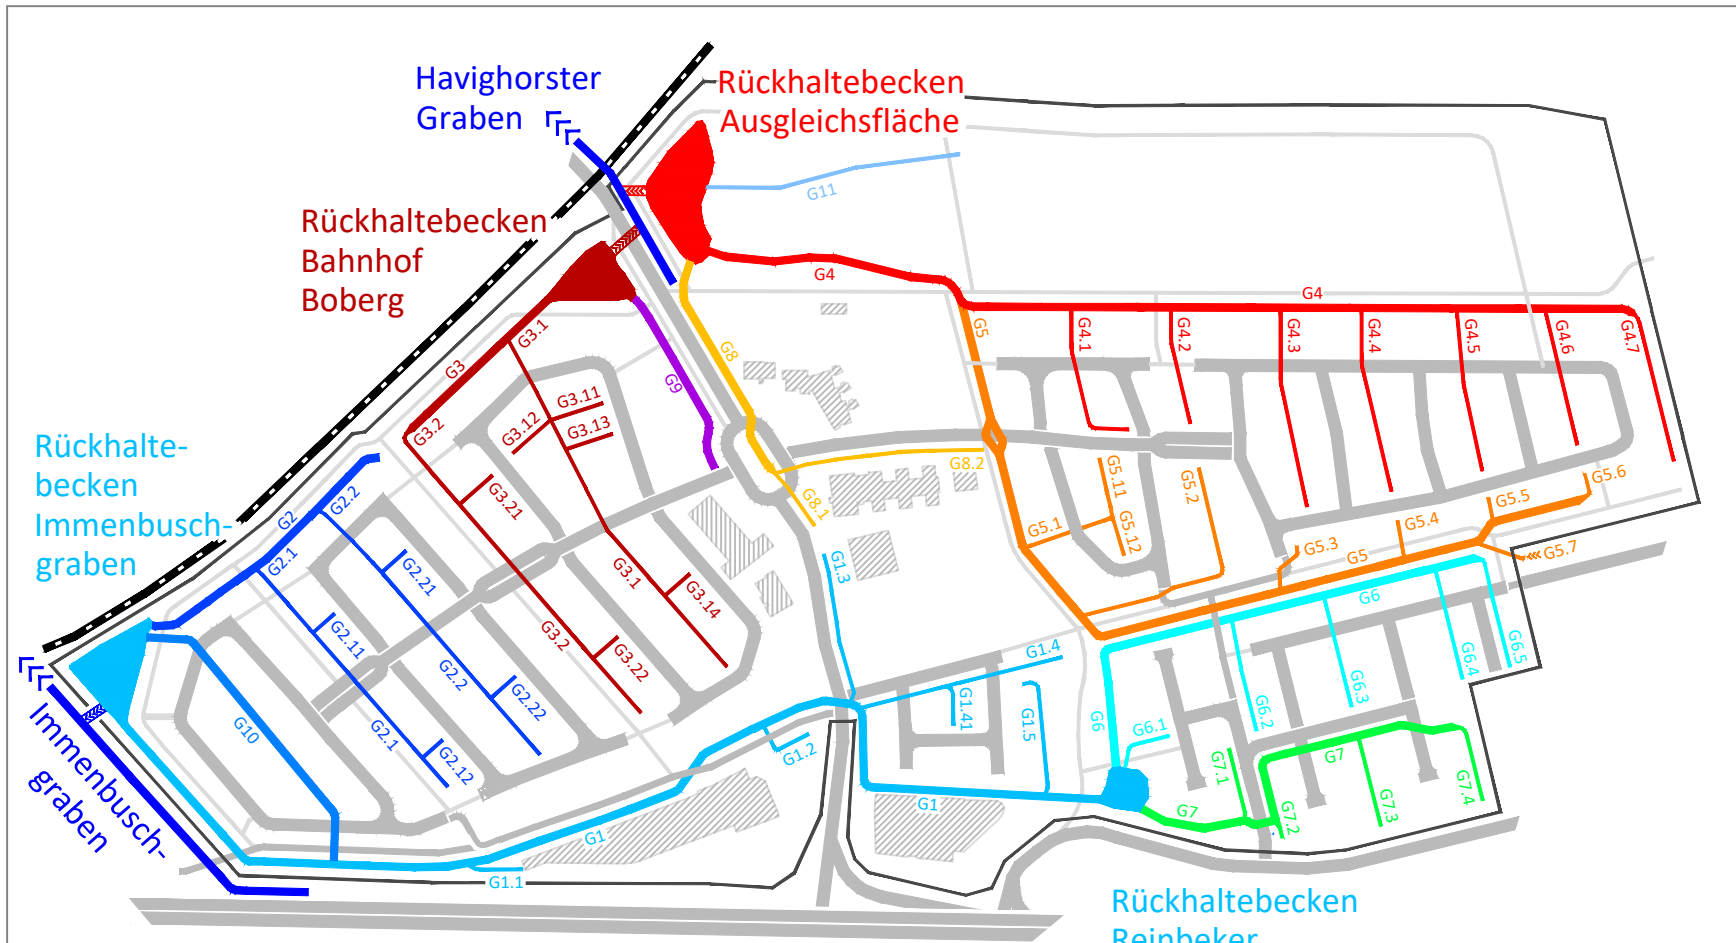 Havighorster
Graben
Rückhaltebecken
Ausgleichsfläche
Rückhaltebecken
Bahnhof
Boberg
Rückhalte-
becken
Immenbusch-
graben
Immenbusch-
graben
Rückhaltebecken
Reinbeker
G11
G4
G4
G4.1
G4.2
G4.3
G4.4
G4.5
G4.6
G4.7
G5
G8
G9
G3
G3.1
G3.2
G3.11
G3.12
G3.13
G3.21
G8.2
G8.1
G5.11
G5.12
G5.2
G5.1
G5.3
G5
G5.4
G5.5
G5.6
G5.7
G2
G2.2
G2.1
G2.21
G2.11
G3.1
G3.14
G3.2
G3.22
G1.3
G1.4
G1.41
G1.5
G6
G6
G6.1
G6.2
G6.3
G6.4
G6.5
G2.2
G2.22
G2.1
G2.12
G10
G1.2
G1
G1
G1.1
G7
G7
G7.1
G7.2
G7.3
G7.4